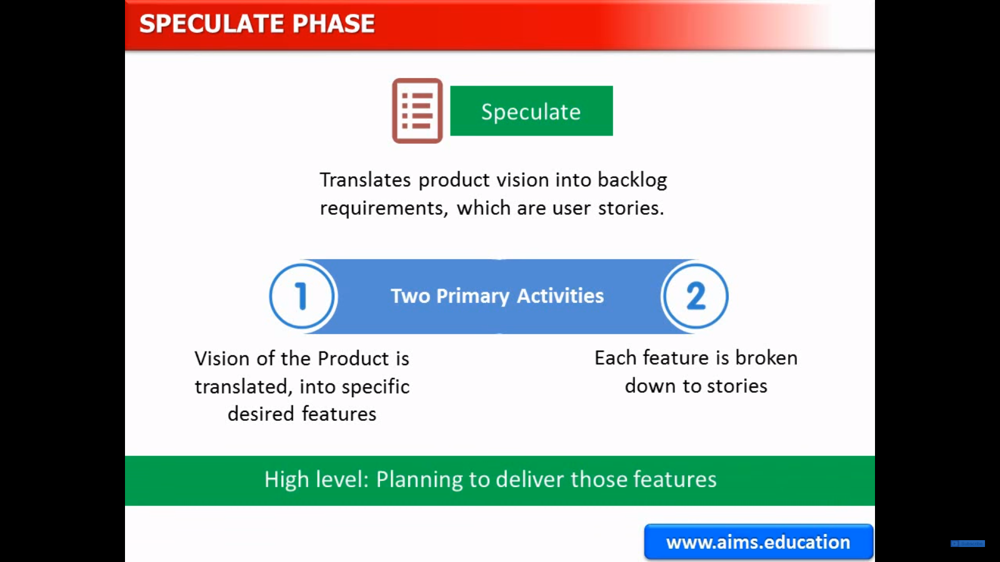 SPECULATE PHASE
Speculate
Translates product vision into backlog
requirements, which are user stories.
1
Two Primary Activities
2
Vision of the Product is
translated, into specific
desired features
Each feature is broken
down to stories
High level: Planning to deliver those features
www.aims.education
Subscribe